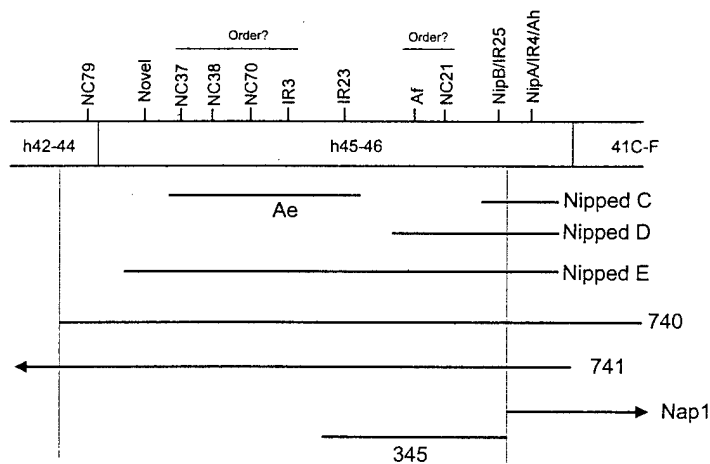 Order?
Order?
NC79
Novel
NC37
NC38
NC70
IR3
IR23
Af
NC21
NipB/IR25
NipA/IR4/Ah
h42-44
h45-46
41C-F
Ae
Nipped C
Nipped D
Nipped E
740
741
Nap1
345